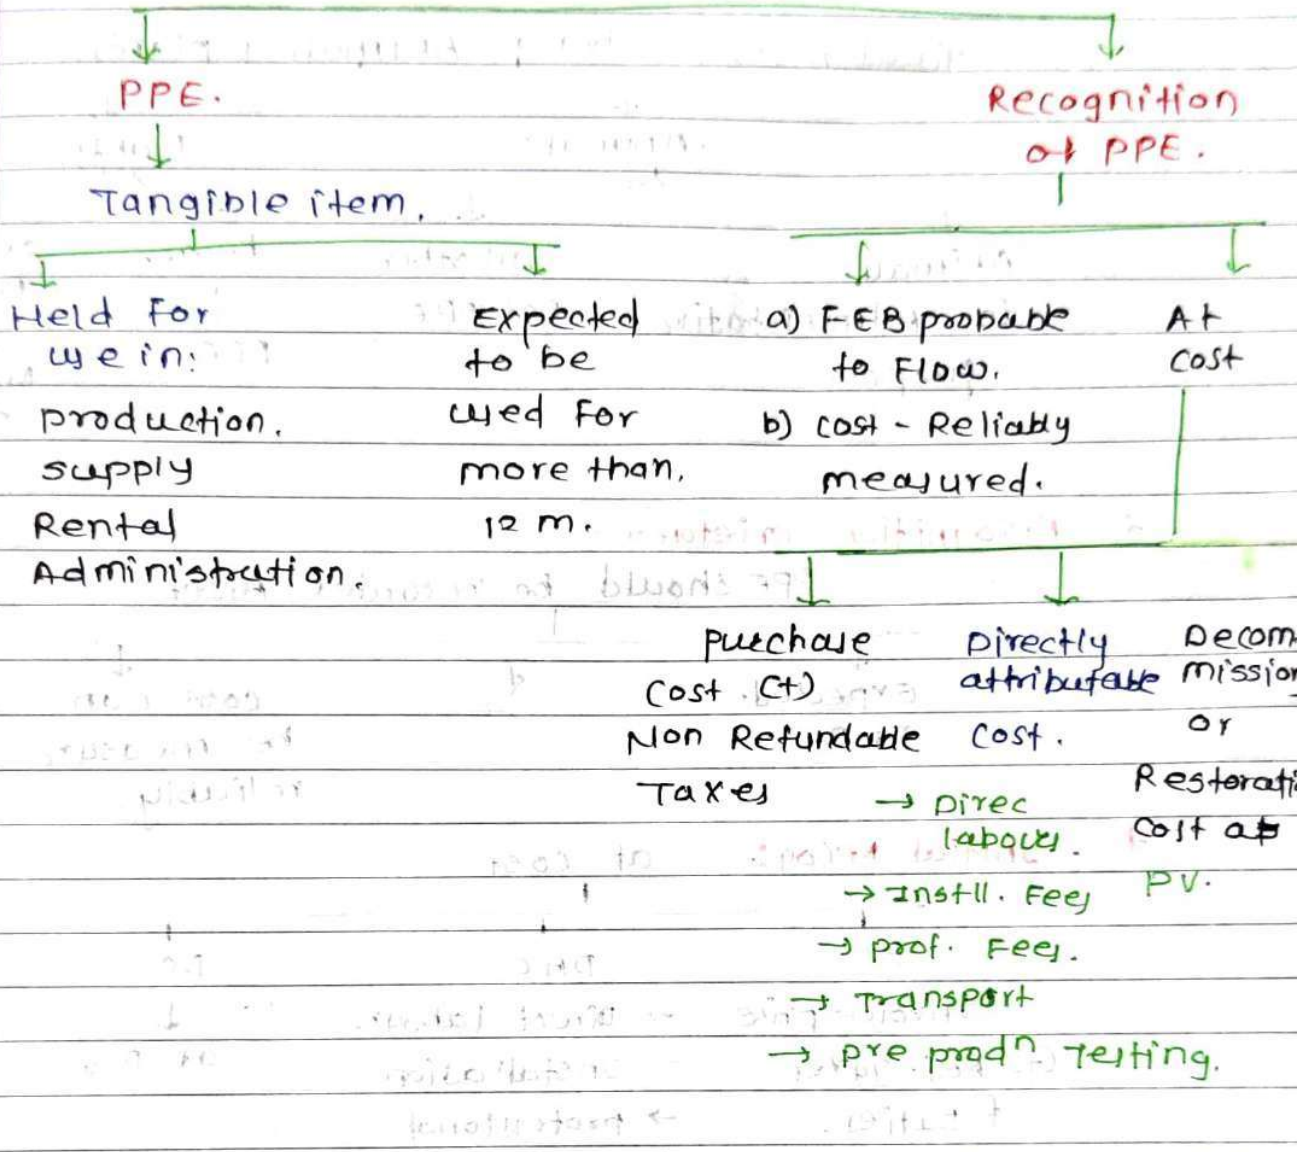 PPE.
Recognition
of PPE.
Tangible item.
Held For
use in:
production.
supply
Rental
Administration.
Expected
to be
used For
more than.
12 m.
a) FEB probable
to Flow.
b) cost - Reliably
measured.
At
cost
purchase
cost. (+)
Non Refundable
Taxes
Directly
attributable
cost.
→ Direc
labour.
→ Instll. Fees
→ prof. Fees.
→ Transport
→ pre prodⁿ Testing.
Decom
mission
or
Restorati
cost at
PV.